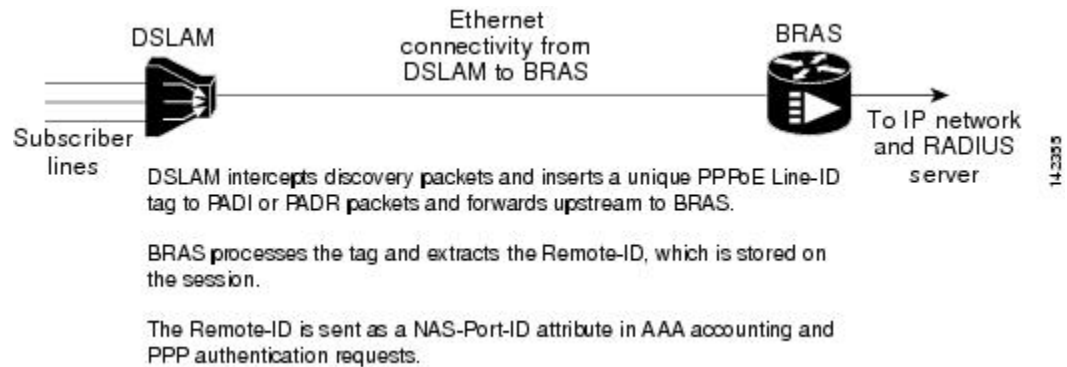 DSLAM
Ethernet
connectivity from
DSLAM to BRAS
BRAS
Subscriber
lines
To IP network
and RADIUS
server
142355
DSLAM intercepts discovery packets and inserts a unique PPPoE Line-ID
tag to PADI or PADR packets and forwards upstream to BRAS.
BRAS processes the tag and extracts the Remote-ID, which is stored on
the session.
The Remote-ID is sent as a NAS-Port-ID attribute in AAA accounting and
PPP authentication requests.